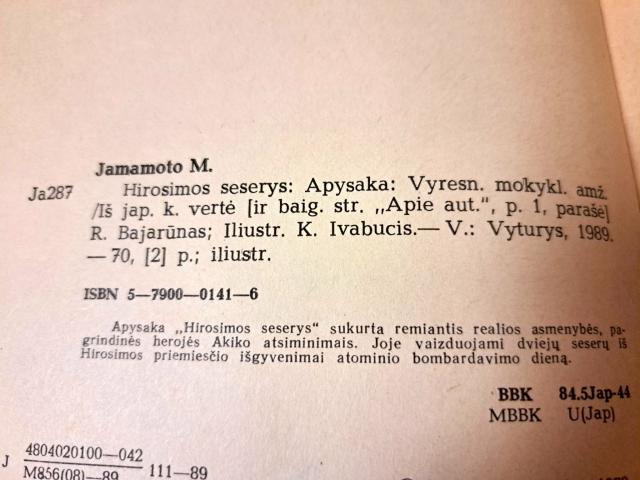 Jamamoto M.
Ja287 Hirosimos seserys: Apysaka: Vyresn. mokykl. amž.
/Iš jap. k. vertė [ir baig. str. „Apie aut.“, p. 1, parašė]
R. Bajarūnas; Iliustr. K. Ivabucis.— V.: Vyturys, 1989.
— 70, [2] p.; iliustr.
ISBN 5—7900—0141—6
Apysaka „Hirosimos seserys“ sukurta remiantis realios asmenybės, pa-
grindinės herojės Akiko atsiminimais. Joje vaizduojami dviejų seserų iš
Hirosimos priemiesčio išgyvenimai atominio bombardavimo dieną.
BBK 84.5Jap-44
MBBK U(Jap)
4804020100—042
J M856(08)—89 111—89